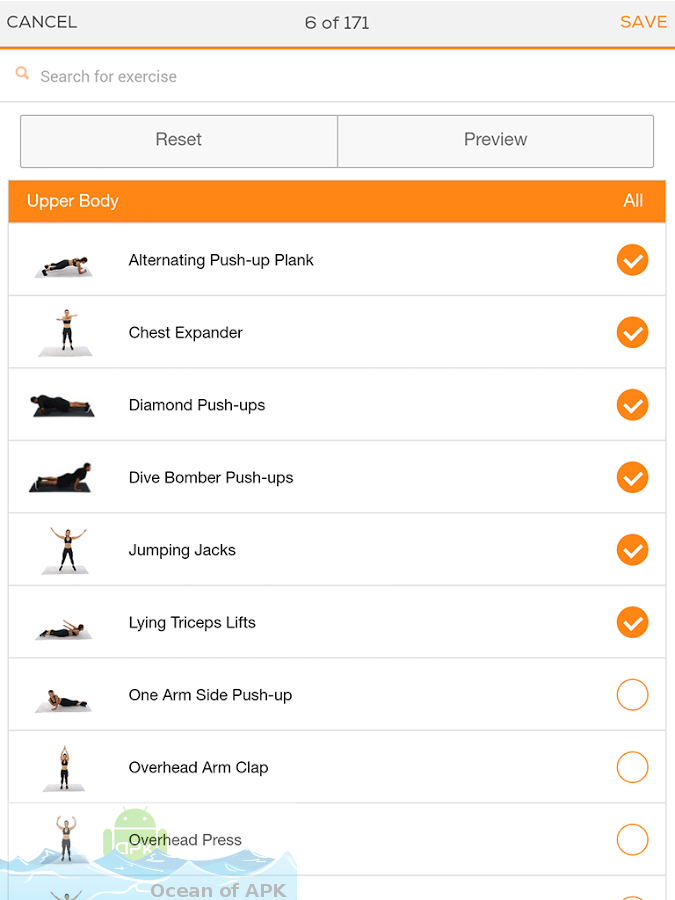 CANCEL 6 of 171 SAVE
Search for exercise
Reset Preview
Upper Body All
Alternating Push-up Plank
Chest Expander
Diamond Push-ups
Dive Bomber Push-ups
Jumping Jacks
Lying Triceps Lifts
One Arm Side Push-up
Overhead Arm Clap
Overhead Press
APK
Ocean of APK